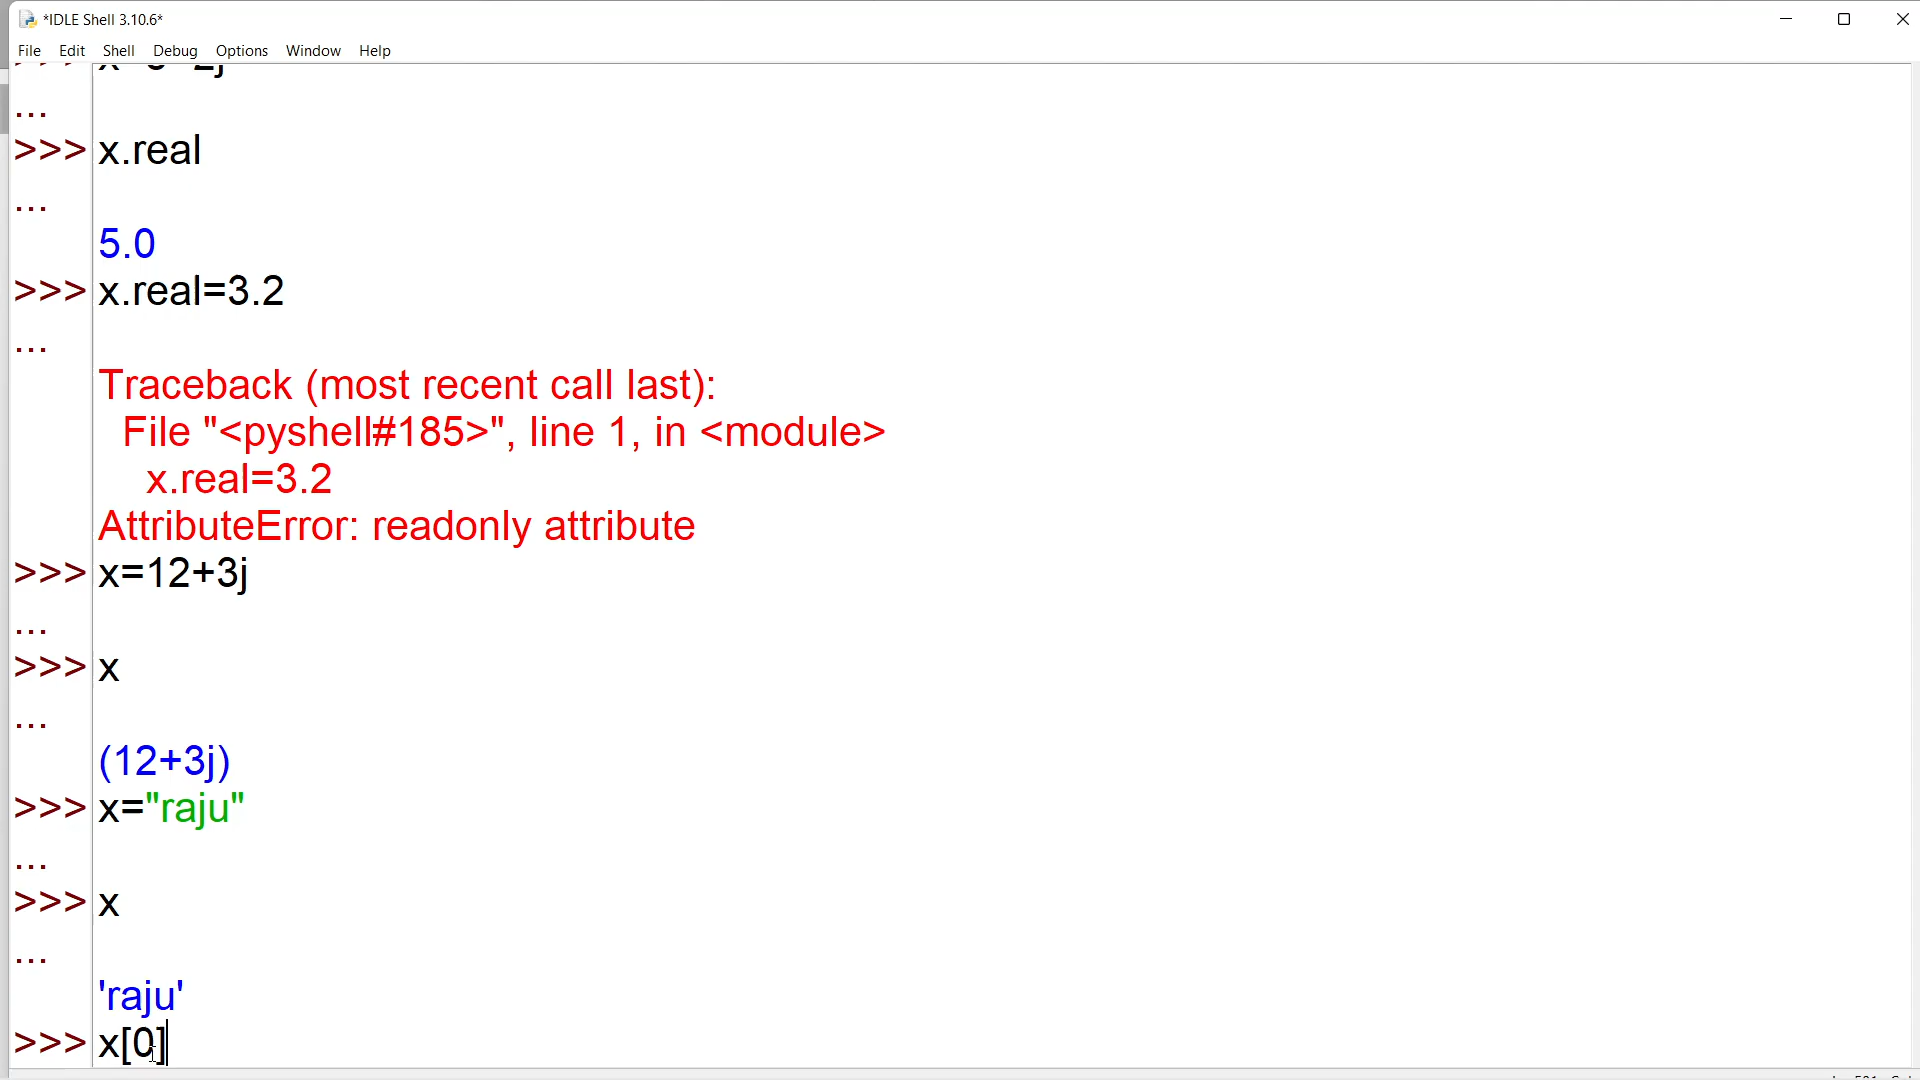 *IDLE Shell 3.10.6*
File Edit Shell Debug Options Window Help
...
>>> x.real
...
5.0
>>> x.real=3.2
...
Traceback (most recent call last):
File "<pyshell#185>", line 1, in <module>
x.real=3.2
AttributeError: readonly attribute
>>> x=12+3j
...
>>> x
...
(12+3j)
>>> x="raju"
...
>>> x
...
'raju'
>>> x[0]